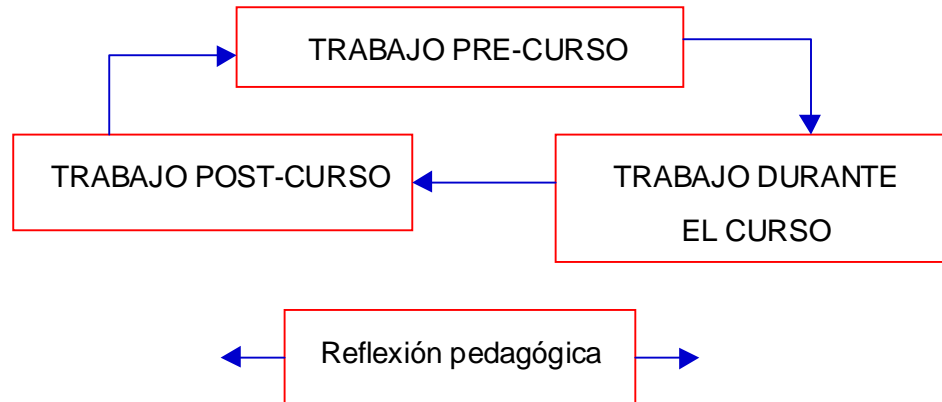 TRABAJO PRE-CURSO
TRABAJO POST-CURSO
TRABAJO DURANTE
EL CURSO
Reflexión pedagógica